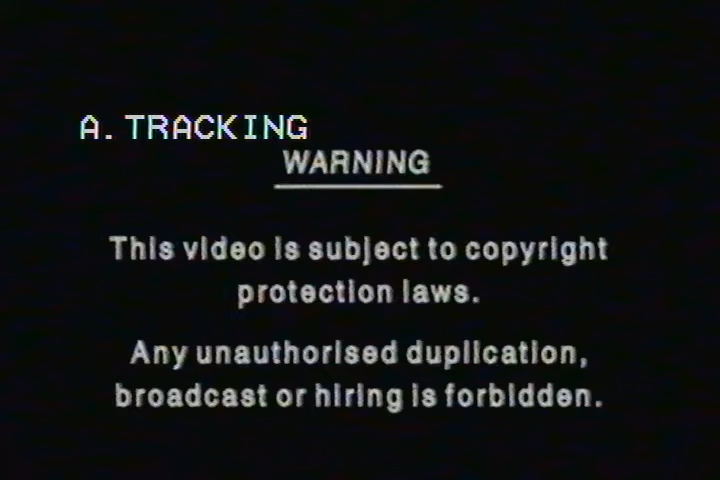 A. TRACKING
WARNING
This video is subject to copyright
protection laws.
Any unauthorised duplication,
broadcast or hiring is forbidden.